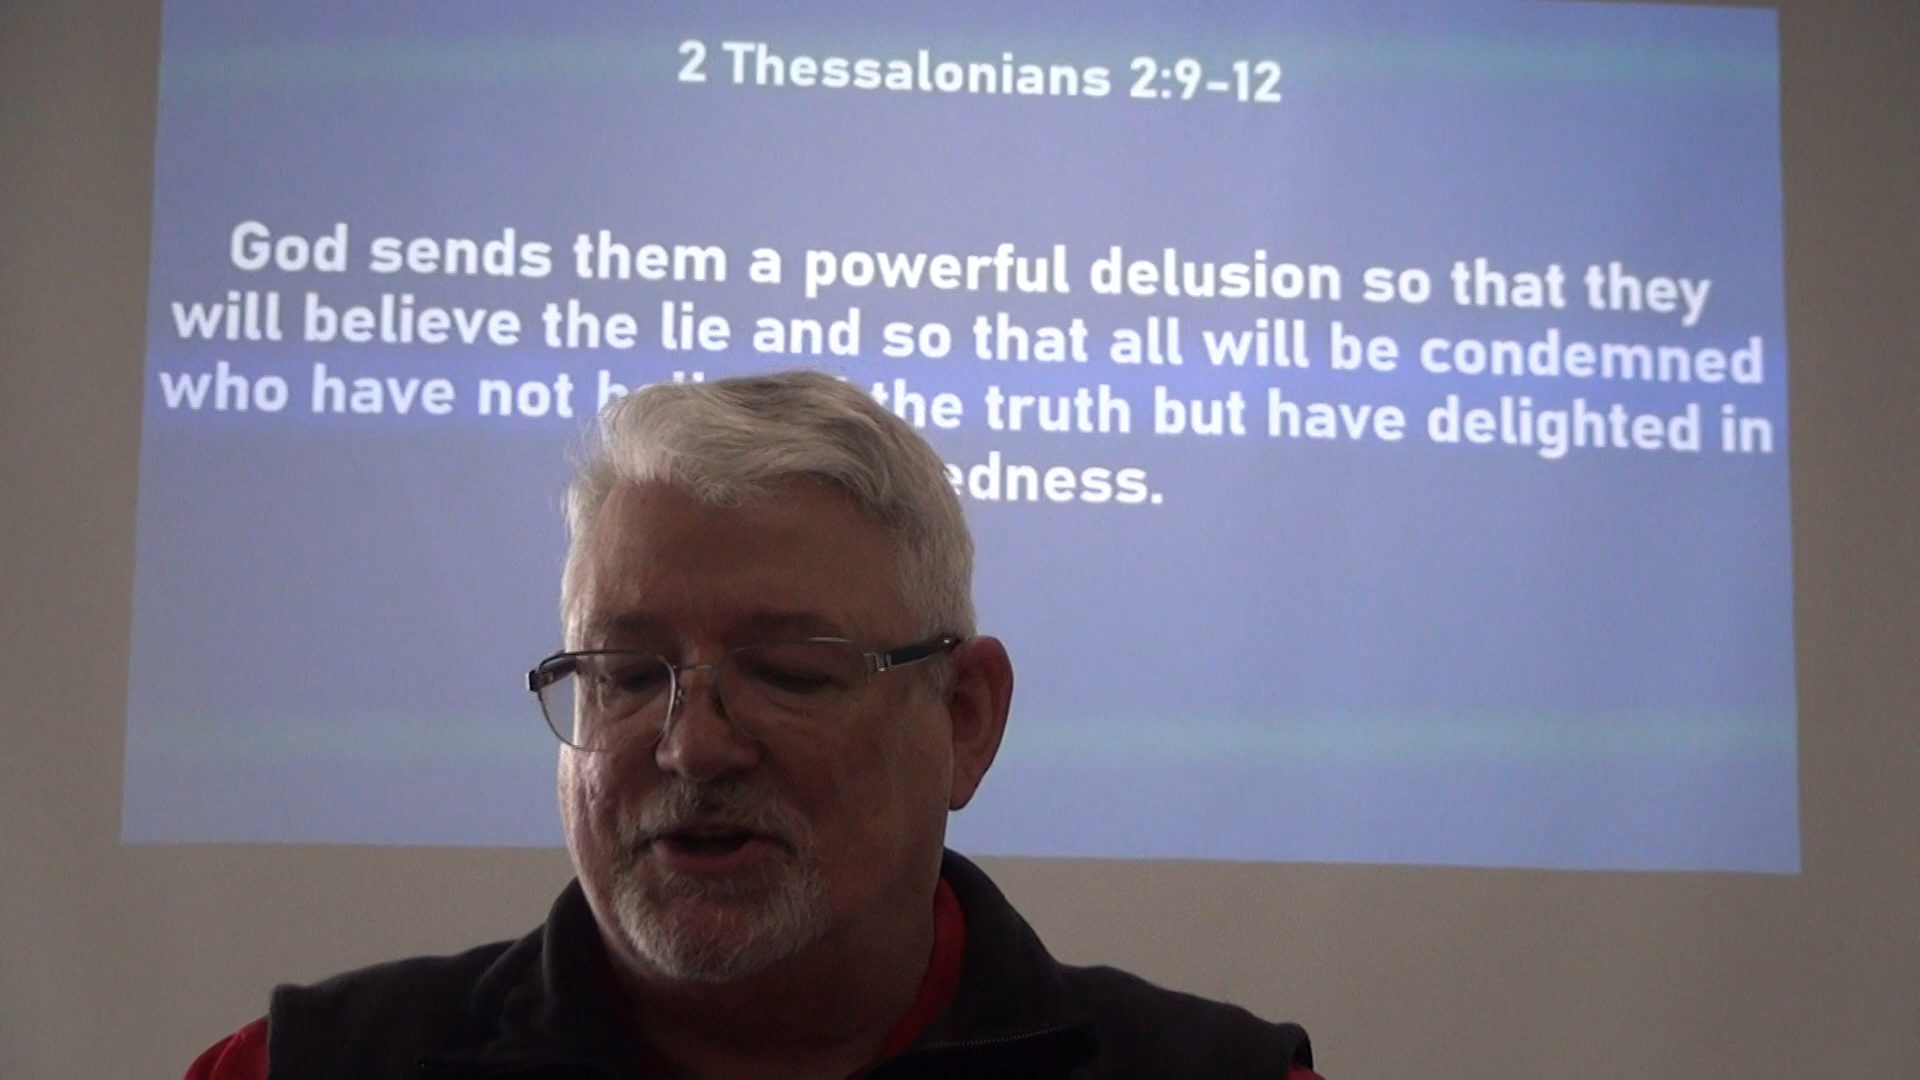 2 Thessalonians 2:9-12
God sends them a powerful delusion so that they
will believe the lie and so that all will be condemned
who have not the truth but have delighted in